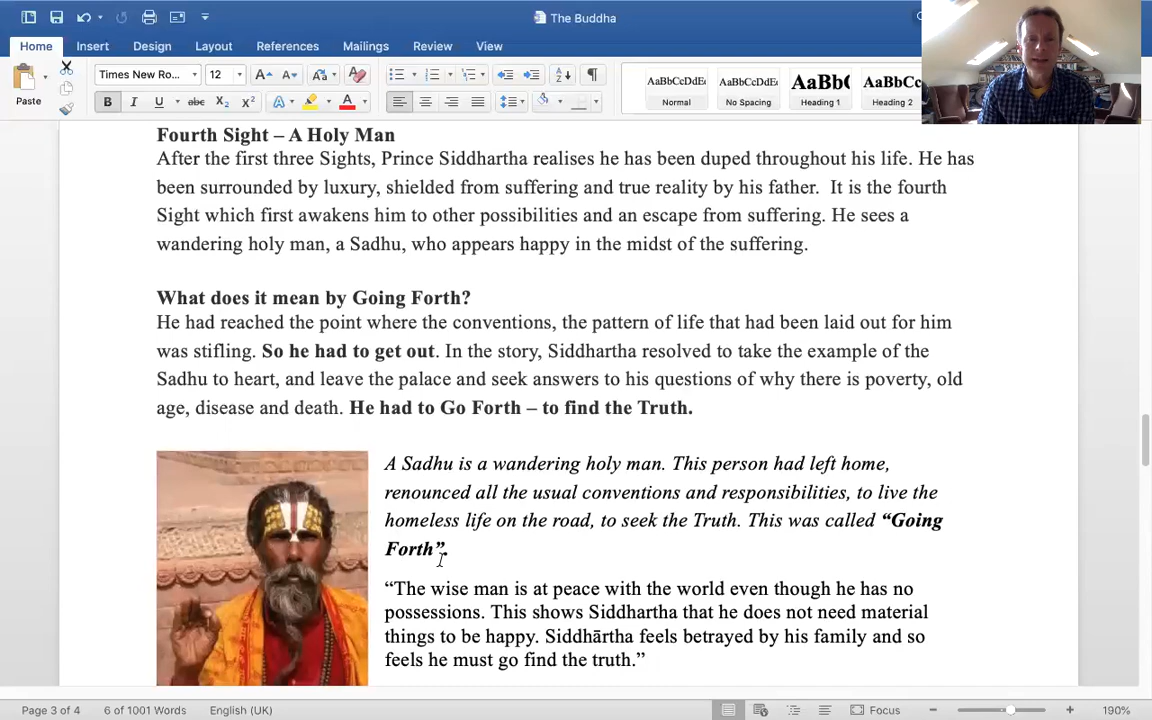 The Buddha
Home Insert Design Layout References Mailings Review View
Paste
Times New Ro... 12
AaBbCcDdEe AaBbCcDdEe AaBbC AaBbCcDdE
Normal No Spacing Heading 1 Heading 2
Fourth Sight – A Holy Man
After the first three Sights, Prince Siddhartha realises he has been duped throughout his life. He has
been surrounded by luxury, shielded from suffering and true reality by his father. It is the fourth
Sight which first awakens him to other possibilities and an escape from suffering. He sees a
wandering holy man, a Sadhu, who appears happy in the midst of the suffering.
What does it mean by Going Forth?
He had reached the point where the conventions, the pattern of life that had been laid out for him
was stifling. So he had to get out. In the story, Siddhartha resolved to take the example of the
Sadhu to heart, and leave the palace and seek answers to his questions of why there is poverty, old
age, disease and death. He had to Go Forth – to find the Truth.
A Sadhu is a wandering holy man. This person had left home,
renounced all the usual conventions and responsibilities, to live the
homeless life on the road, to seek the Truth. This was called “Going
Forth”.
“The wise man is at peace with the world even though he has no
possessions. This shows Siddhartha that he does not need material
things to be happy. Siddhārtha feels betrayed by his family and so
feels he must go find the truth.”
Page 3 of 4 6 of 1001 Words English (UK) Focus 190%